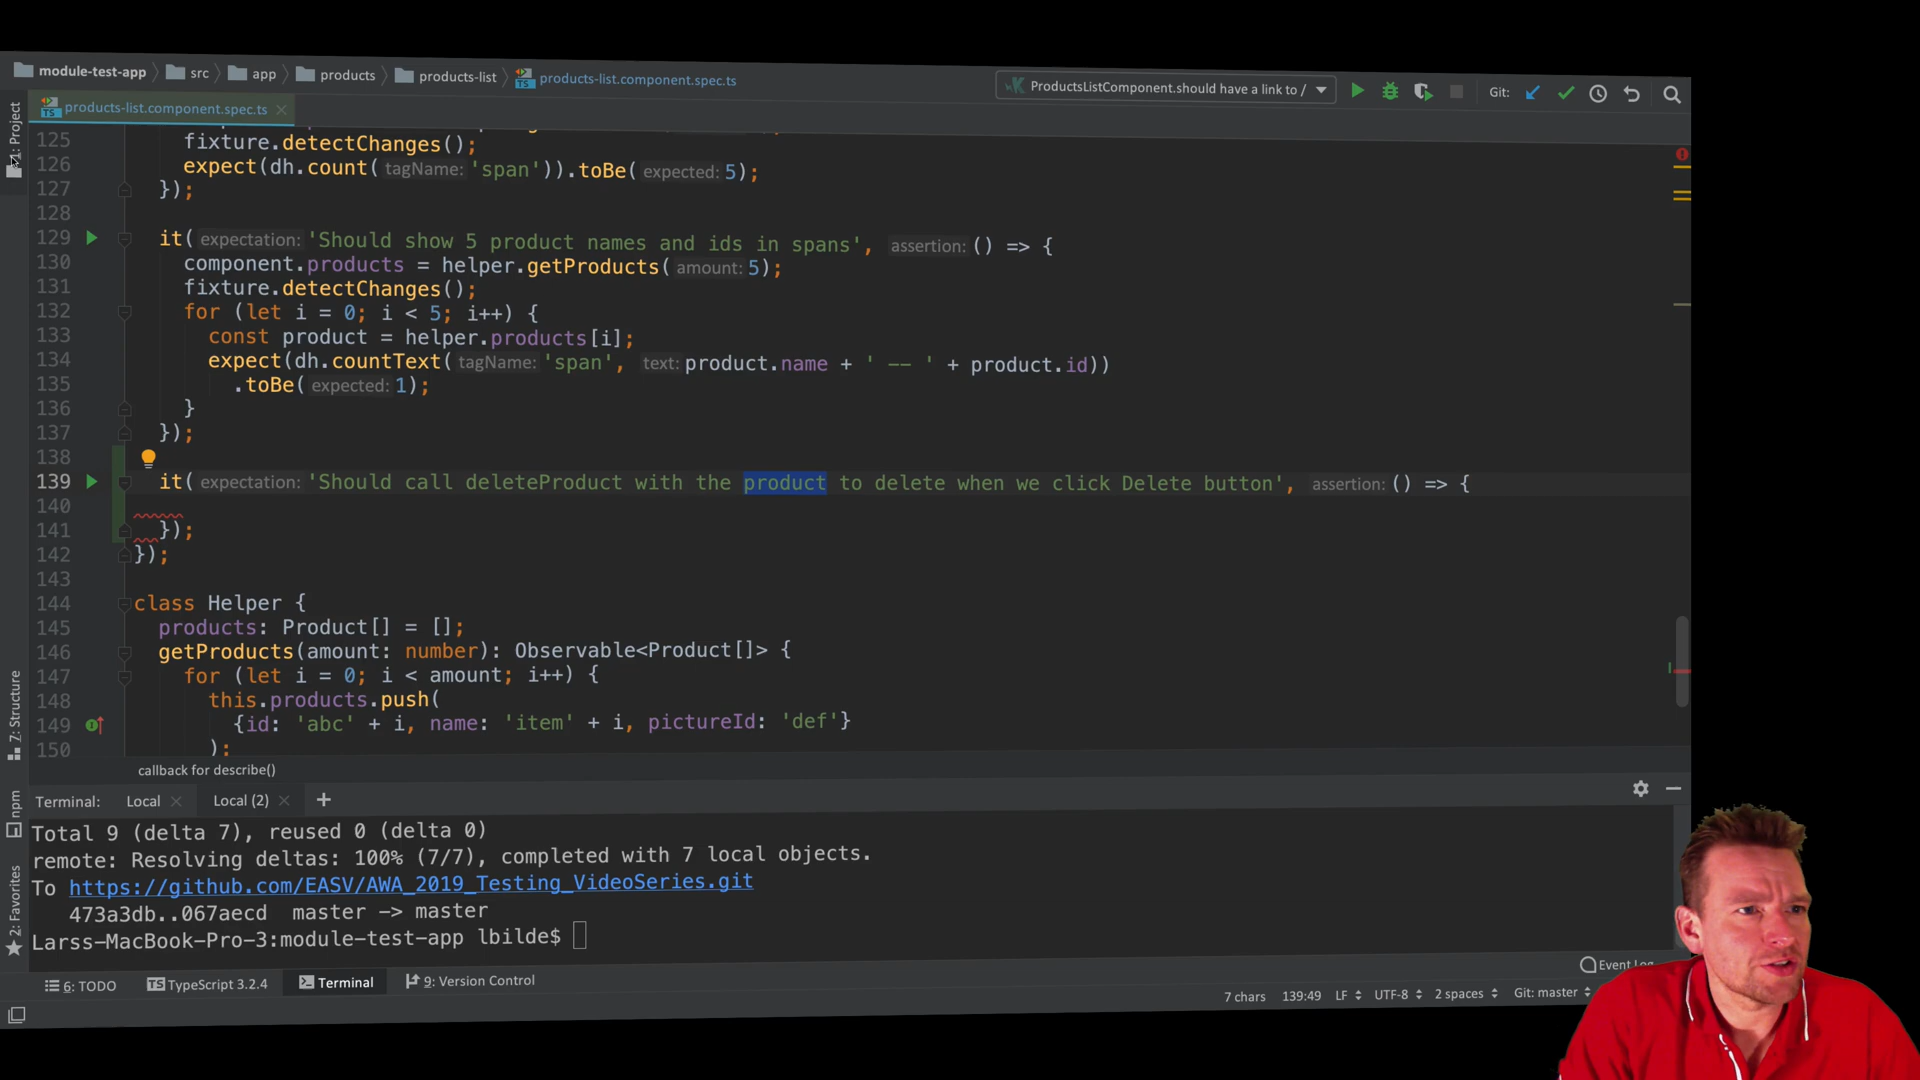 module-test-app src app products products-list products-list.component.spec.ts ProductsListComponent.should have a link to / Git:
products-list.component.spec.ts
1: Project
125 fixture.detectChanges();
126 expect(dh.count( tagName: 'span')).toBe( expected: 5);
127 });
128
129 it( expectation: 'Should show 5 product names and ids in spans', assertion: () => {
130 component.products = helper.getProducts( amount: 5);
131 fixture.detectChanges();
132 for (let i = 0; i < 5; i++) {
133 const product = helper.products[i];
134 expect(dh.countText( tagName: 'span', text: product.name + ' -- ' + product.id))
135 .toBe( expected: 1);
136 }
137 });
138
139 it( expectation: 'Should call deleteProduct with the product to delete when we click Delete button', assertion: () => {
140
141 });
142 });
143
144 class Helper {
145 products: Product[] = [];
146 getProducts(amount: number): Observable<Product[]> {
147 for (let i = 0; i < amount; i++) {
148 this.products.push(
149 {id: 'abc' + i, name: 'item' + i, pictureId: 'def'}
150 );
callback for describe()
7: Structure
npm
2: Favorites
Terminal: Local Local (2) +
Total 9 (delta 7), reused 0 (delta 0)
remote: Resolving deltas: 100% (7/7), completed with 7 local objects.
To https://github.com/EASV/AWA_2019_Testing_VideoSeries.git
473a3db..067aecd master -> master
Larss-MacBook-Pro-3:module-test-app lbilde$
6: TODO TypeScript 3.2.4 Terminal 9: Version Control Event Log
7 chars 139:49 LF UTF-8 2 spaces Git: master